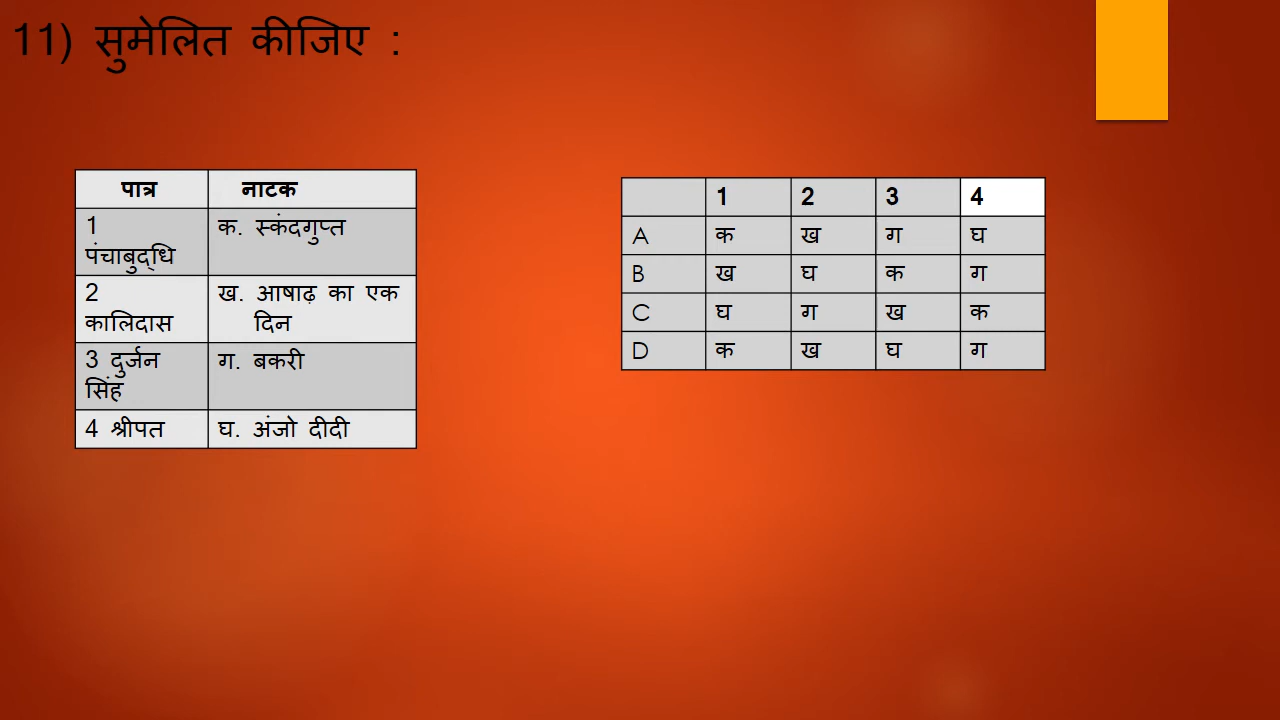 11) सुमेलित कीजिए :
पात्र नाटक
1 पंचाबुद्धि क. स्कंदगुप्त
2 कालिदास ख. आषाढ़ का एक दिन
3 दुर्जन सिंह ग. बकरी
4 श्रीपत घ. अंजो दीदी
1 2 3 4
A क ख ग घ
B ख घ क ग
C घ ग ख क
D क ख घ ग